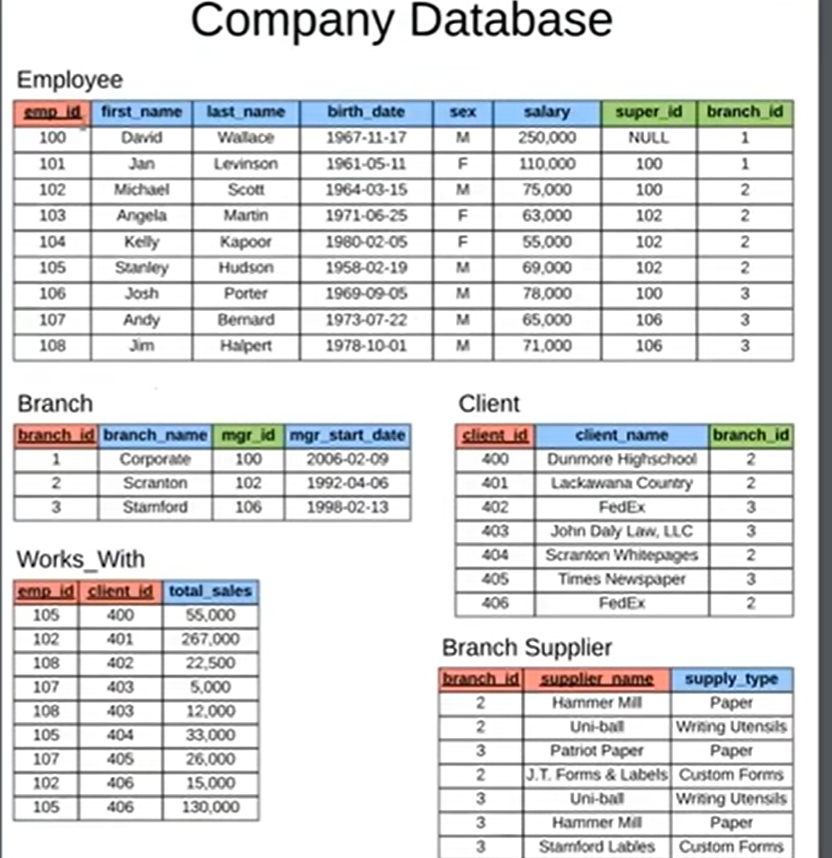 Company Database
Employee
emp_id first_name last_name birth_date sex salary super_id branch_id
100 David Wallace 1967-11-17 M 250,000 NULL 1
101 Jan Levinson 1961-05-11 F 110,000 100 1
102 Michael Scott 1964-03-15 M 75,000 100 2
103 Angela Martin 1971-06-25 F 63,000 102 2
104 Kelly Kapoor 1980-02-05 F 55,000 102 2
105 Stanley Hudson 1958-02-19 M 69,000 102 2
106 Josh Porter 1969-09-05 M 78,000 100 3
107 Andy Bernard 1973-07-22 M 65,000 106 3
108 Jim Halpert 1978-10-01 M 71,000 106 3
Branch
branch_id branch_name mgr_id mgr_start_date
1 Corporate 100 2006-02-09
2 Scranton 102 1992-04-06
3 Stamford 106 1998-02-13
Works_With
emp_id client_id total_sales
105 400 55,000
102 401 267,000
108 402 22,500
107 403 5,000
108 403 12,000
105 404 33,000
107 405 26,000
102 406 15,000
105 406 130,000
Client
client_id client_name branch_id
400 Dunmore Highschool 2
401 Lackawana Country 2
402 FedEx 3
403 John Daly Law, LLC 3
404 Scranton Whitepages 2
405 Times Newspaper 3
406 FedEx 2
Branch Supplier
branch_id supplier_name supply_type
2 Hammer Mill Paper
2 Uni-ball Writing Utensils
3 Patriot Paper Paper
2 J.T. Forms & Labels Custom Forms
3 Uni-ball Writing Utensils
3 Hammer Mill Paper
3 Stamford Lables Custom Forms